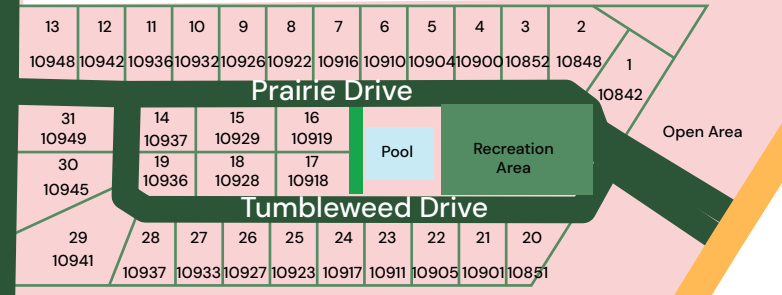 13 12 11 10 9 8 7 6 5 4 3 2
1
10948 10942 10936 10932 10926 10922 10916 10910 10904 10900 10852 10848
10842
Prairie Drive
31 14 15 16
10949 10937 10929 10919
Open Area
Pool
Recreation
Area
30 19 18 17
10945 10936 10928 10918
Tumbleweed Drive
29 28 27 26 25 24 23 22 21 20
10941 10937 10933 10927 10923 10917 10911 10905 10901 10851